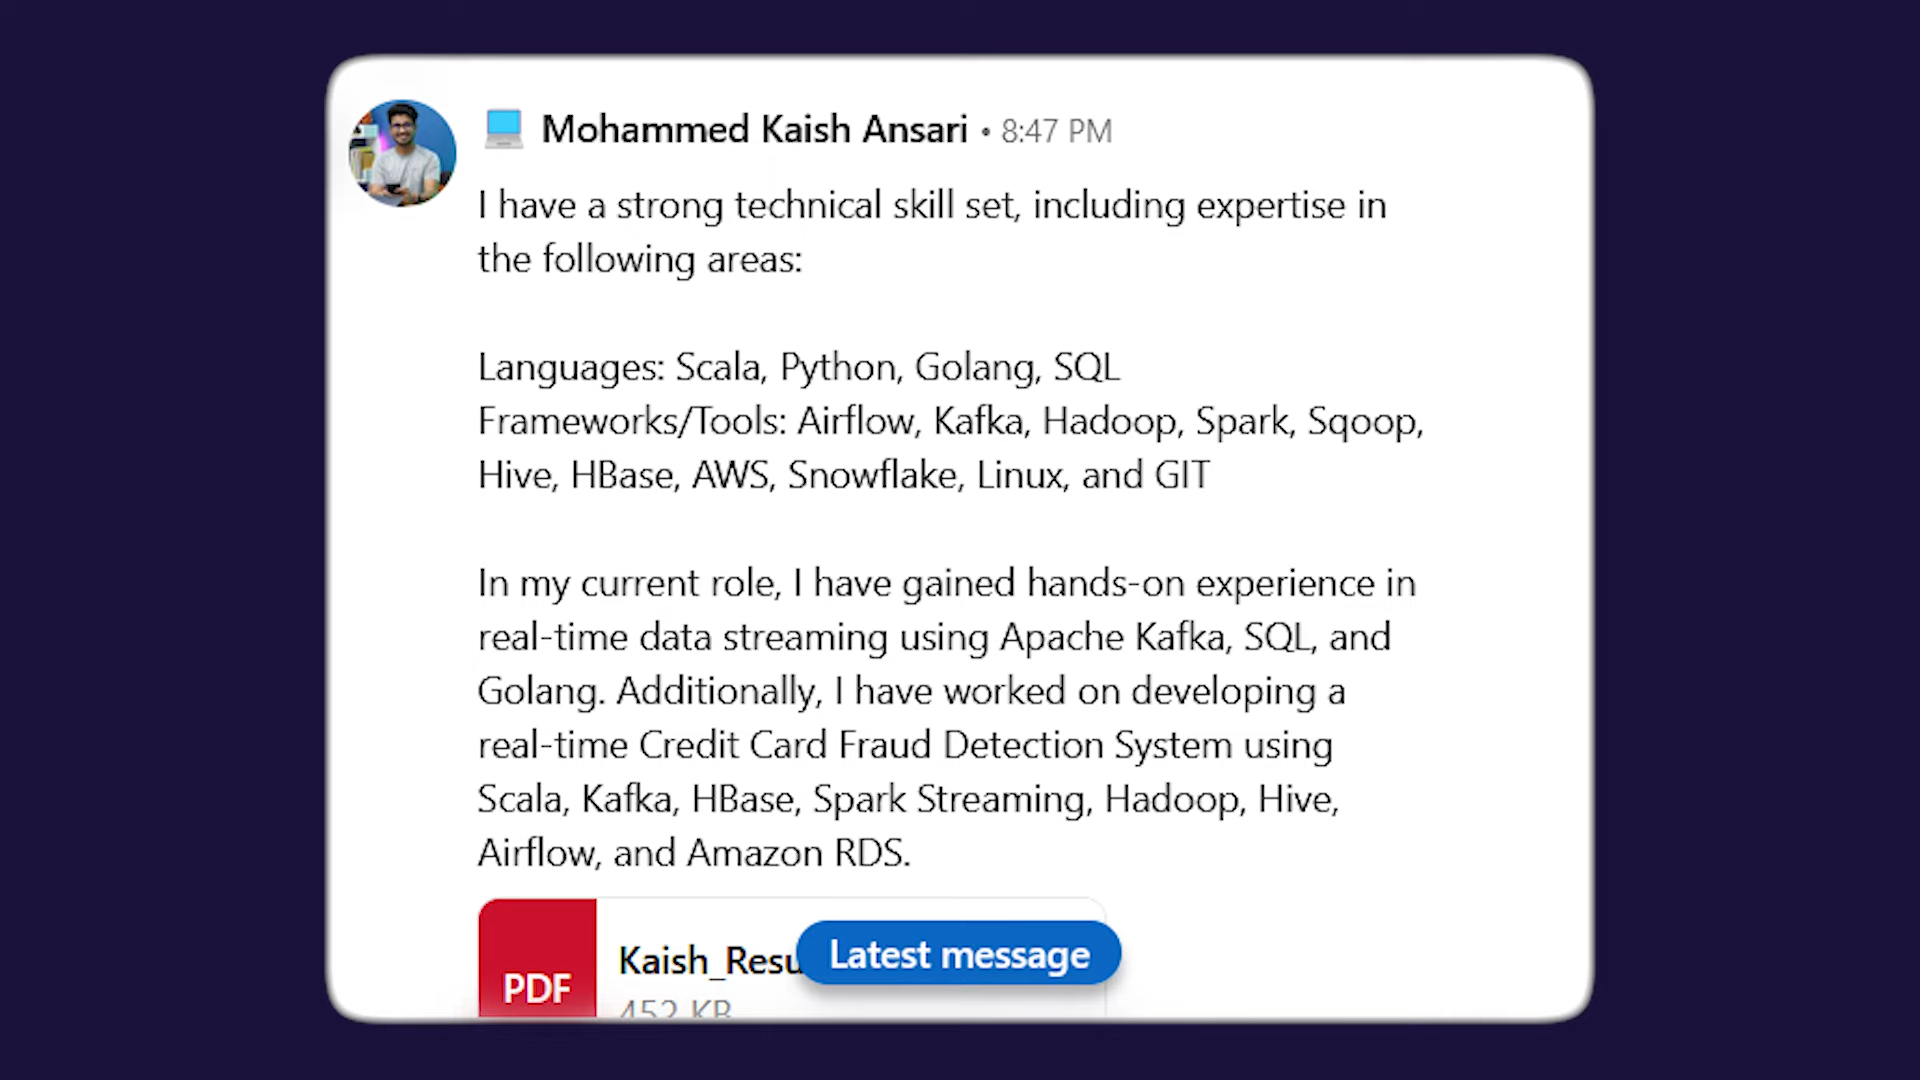 Mohammed Kaish Ansari • 8:47 PM
I have a strong technical skill set, including expertise in
the following areas:
Languages: Scala, Python, Golang, SQL
Frameworks/Tools: Airflow, Kafka, Hadoop, Spark, Sqoop,
Hive, HBase, AWS, Snowflake, Linux, and GIT
In my current role, I have gained hands-on experience in
real-time data streaming using Apache Kafka, SQL, and
Golang. Additionally, I have worked on developing a
real-time Credit Card Fraud Detection System using
Scala, Kafka, HBase, Spark Streaming, Hadoop, Hive,
Airflow, and Amazon RDS.
PDF
Kaish_Resu
Latest message
452 KB